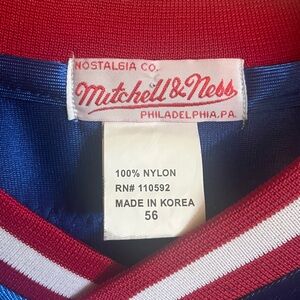 NOSTALGIA CO.
Mitchell & Ness
PHILADELPHIA, PA.
100% NYLON
RN# 110592
MADE IN KOREA
56